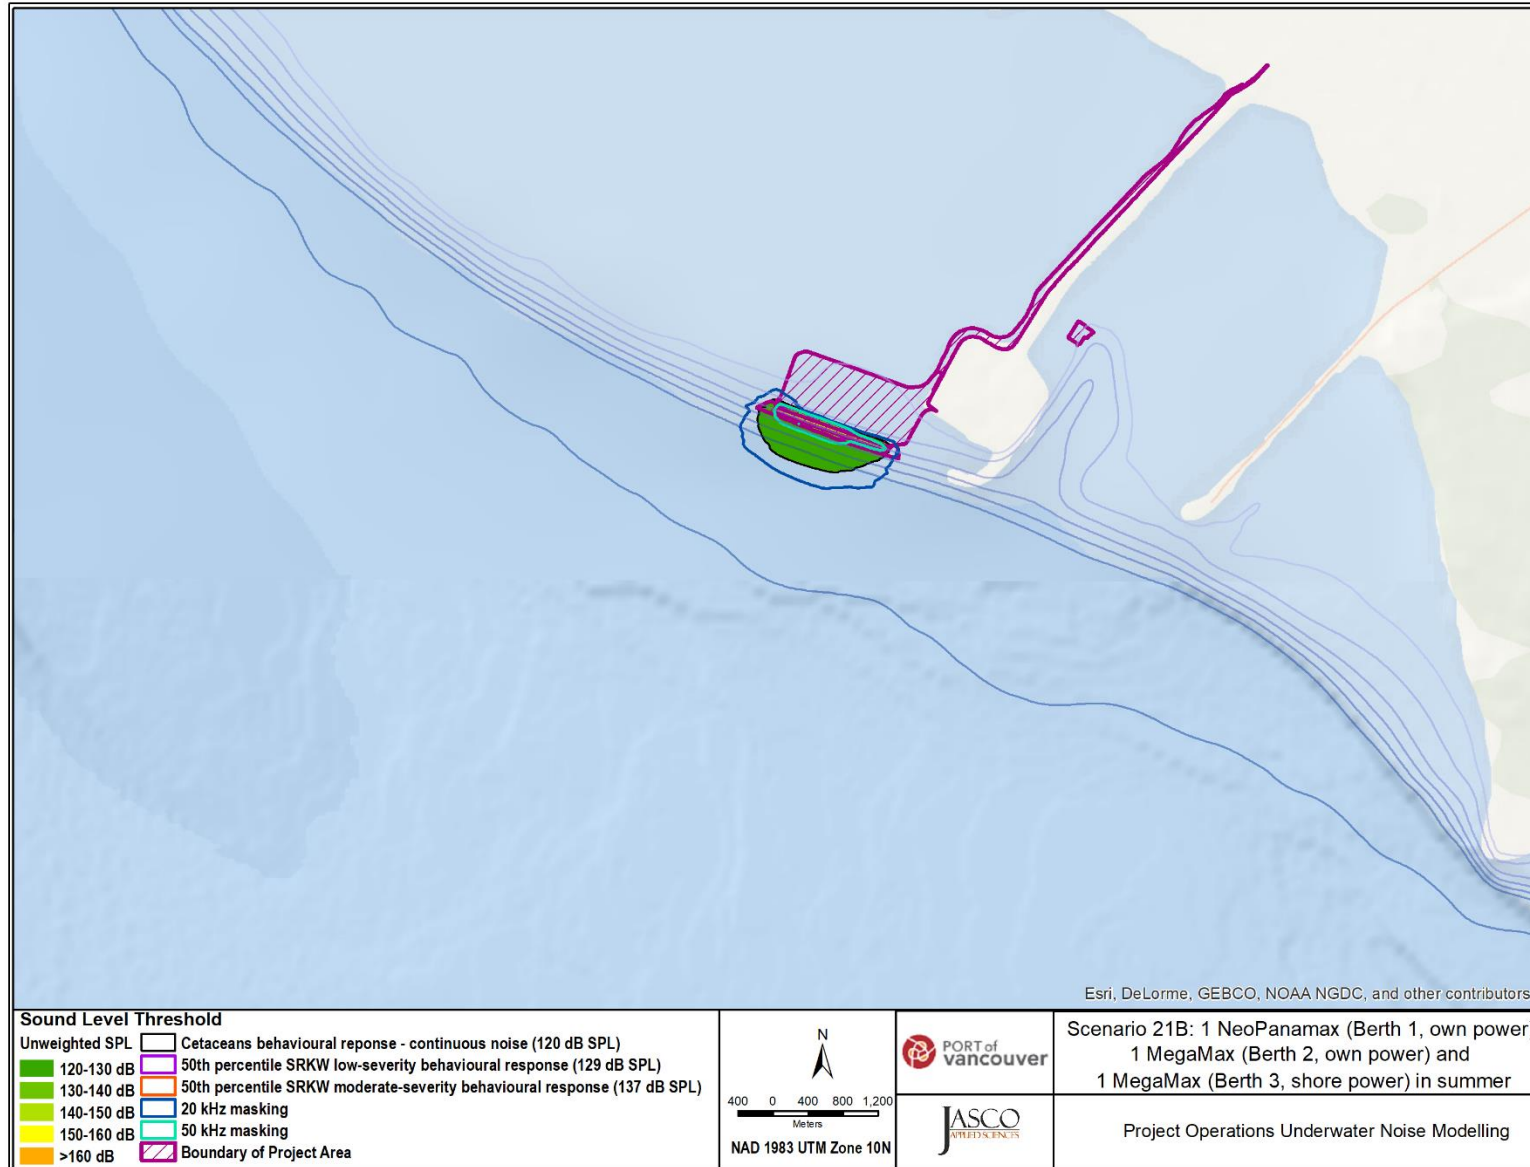 Esri, DeLorme, GEBCO, NOAA NGDC, and other contributors
Sound Level Threshold
Unweighted SPL
120-130 dB
130-140 dB
140-150 dB
150-160 dB
>160 dB
Cetaceans behavioural reponse - continuous noise (120 dB SPL)
50th percentile SRKW low-severity behavioural response (129 dB SPL)
50th percentile SRKW moderate-severity behavioural response (137 dB SPL)
20 kHz masking
50 kHz masking
Boundary of Project Area
N
400 0 400 800 1,200
Meters
NAD 1983 UTM Zone 10N
PORT of
vancouver
JASCO
APPLIED SCIENCES
Scenario 21B: 1 NeoPanamax (Berth 1, own power
1 MegaMax (Berth 2, own power) and
1 MegaMax (Berth 3, shore power) in summer
Project Operations Underwater Noise Modelling